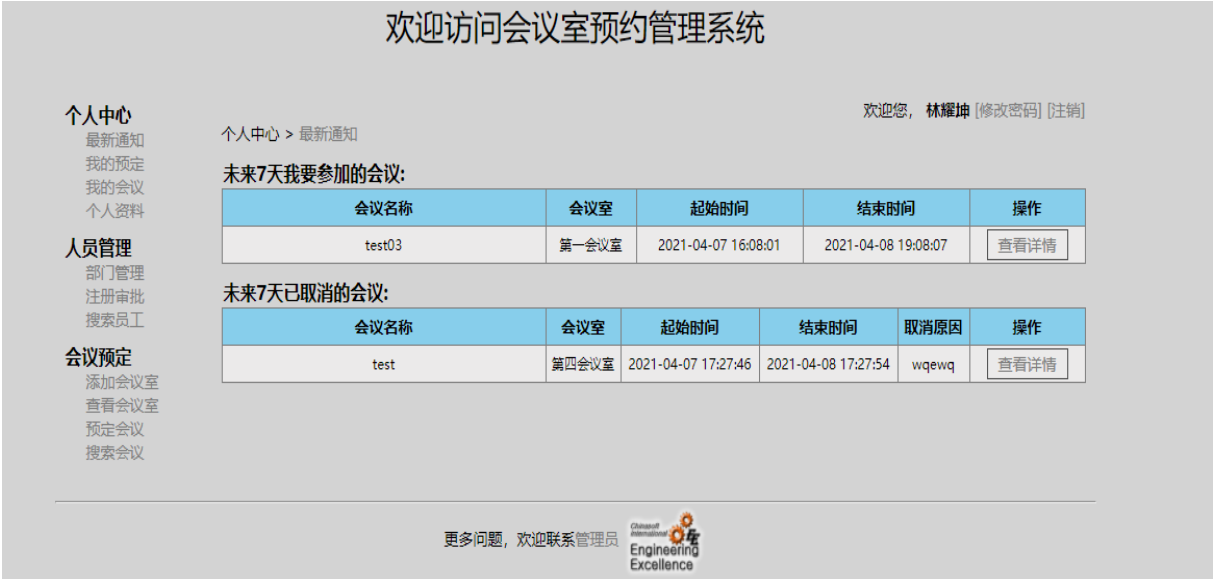 欢迎访问会议室预约管理系统
欢迎您， 林耀坤 [修改密码] [注销]
个人中心
最新通知
我的预定
我的会议
个人资料
人员管理
部门管理
注册审批
搜索员工
会议预定
添加会议室
查看会议室
预定会议
搜索会议
个人中心 > 最新通知
未来7天我要参加的会议:
会议名称 会议室 起始时间 结束时间 操作
test03 第一会议室 2021-04-07 16:08:01 2021-04-08 19:08:07 查看详情
未来7天已取消的会议:
会议名称 会议室 起始时间 结束时间 取消原因 操作
test 第四会议室 2021-04-07 17:27:46 2021-04-08 17:27:54 wqewq 查看详情
更多问题，欢迎联系管理员
Chinasoft
International
EE
Engineering
Excellence